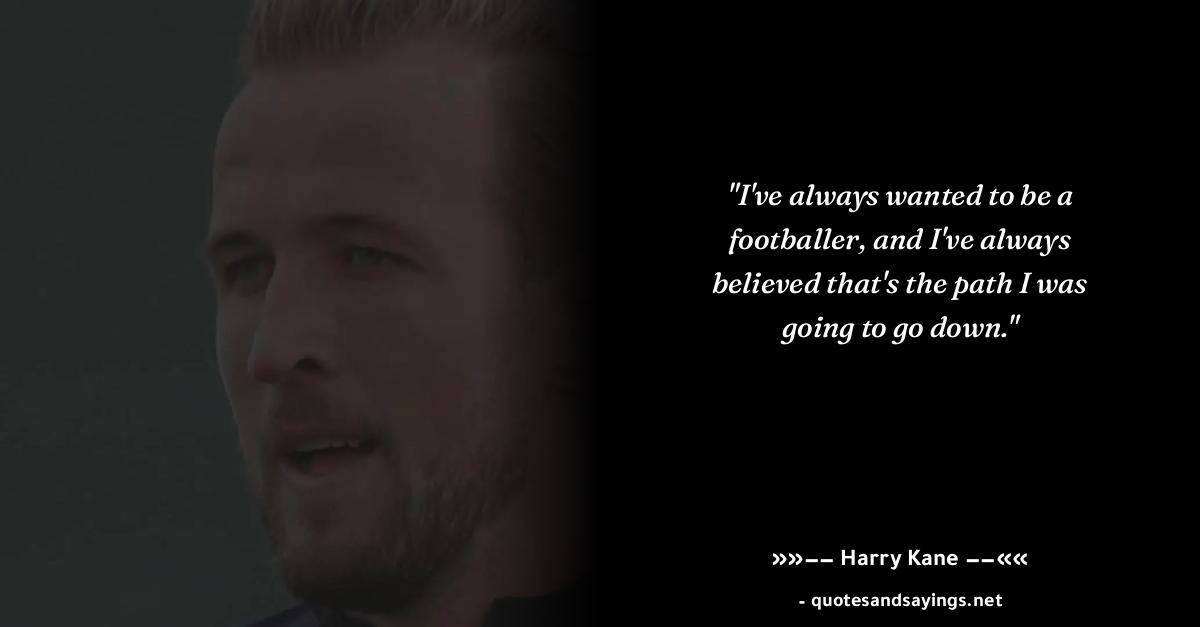 "I've always wanted to be a
footballer, and I've always
believed that's the path I was
going to go down."
»»–– Harry Kane ––««
- quotesandsayings.net